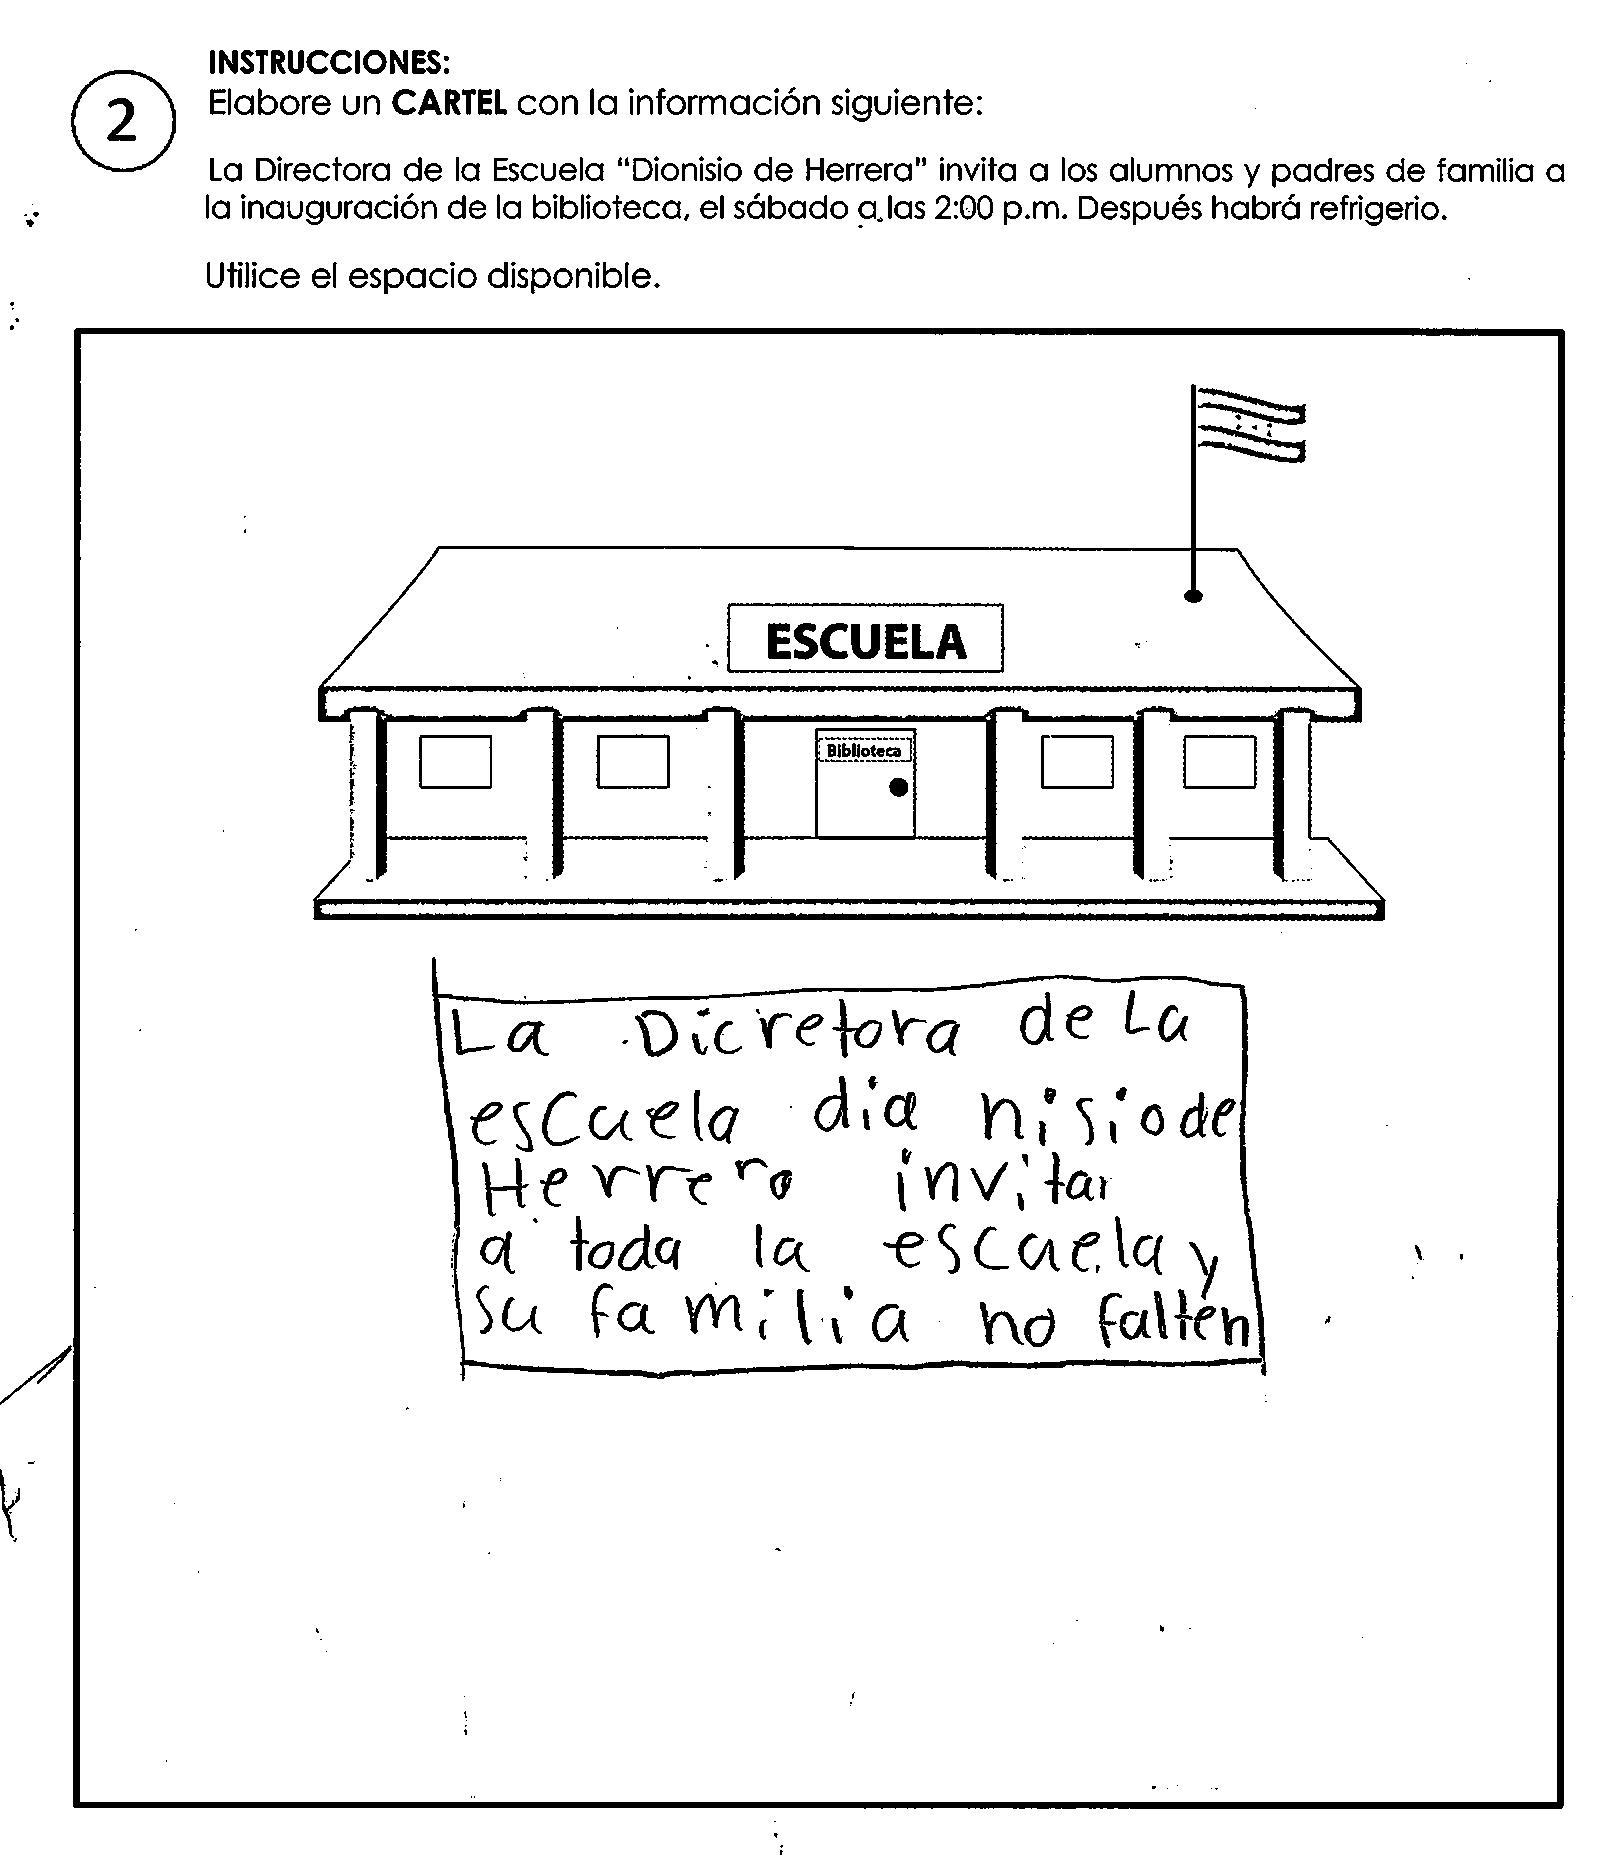 INSTRUCCIONES:
2
Elabore un CARTEL con la información siguiente:
La Directora de la Escuela "Dionisio de Herrera" invita a los alumnos y padres de familia a
la inauguración de la biblioteca, el sábado a las 2:00 p.m. Después habrá refrigerio.
Utilice el espacio disponible.
ESCUELA
Biblioteca
La Dicretora de La
escuela dia nisio de
Herrero invitar
a toda la escuela y
su familia no falten